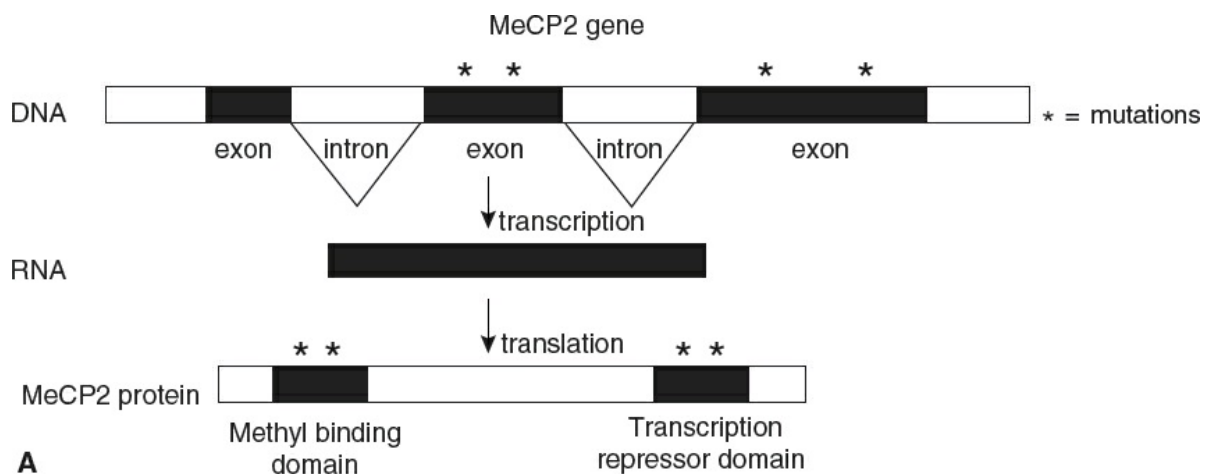 MeCP2 gene
* * * *
DNA
* = mutations
exon intron exon intron exon
transcription
RNA
translation
* * * *
MeCP2 protein
Methyl binding
domain
Transcription
repressor domain
A